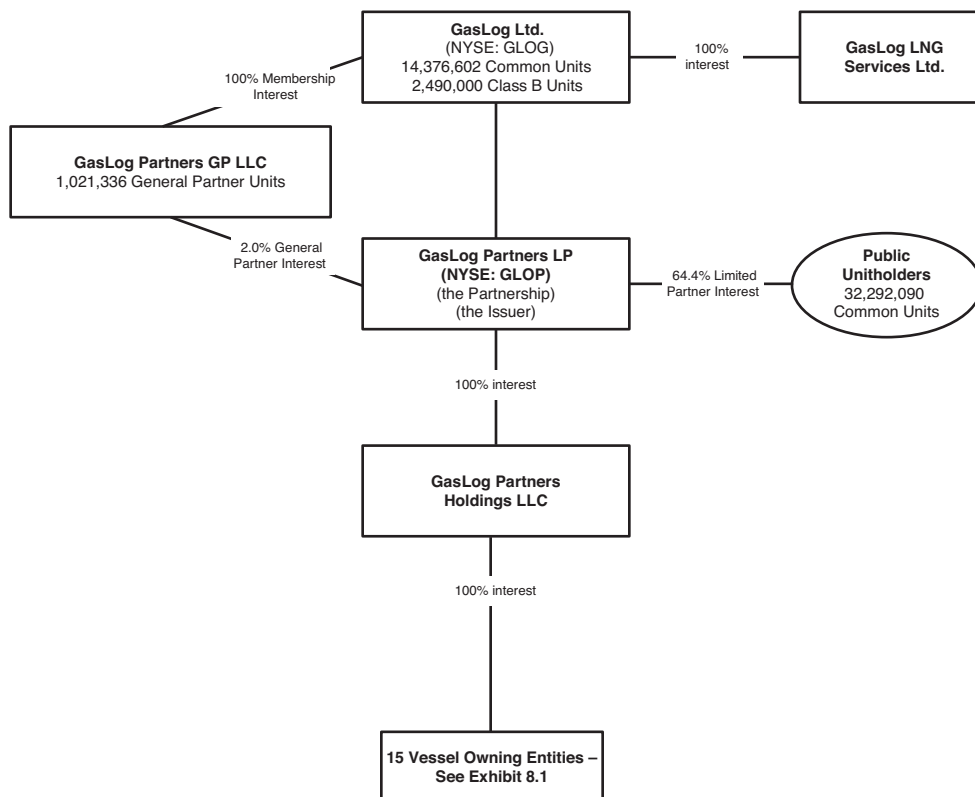 GasLog Ltd.
(NYSE: GLOG)
14,376,602 Common Units
2,490,000 Class B Units
100%
interest
GasLog LNG
Services Ltd.
100% Membership
Interest
GasLog Partners GP LLC
1,021,336 General Partner Units
2.0% General
Partner Interest
GasLog Partners LP
(NYSE: GLOP)
(the Partnership)
(the Issuer)
64.4% Limited
Partner Interest
Public
Unitholders
32,292,090
Common Units
100% interest
GasLog Partners
Holdings LLC
100% interest
15 Vessel Owning Entities –
See Exhibit 8.1